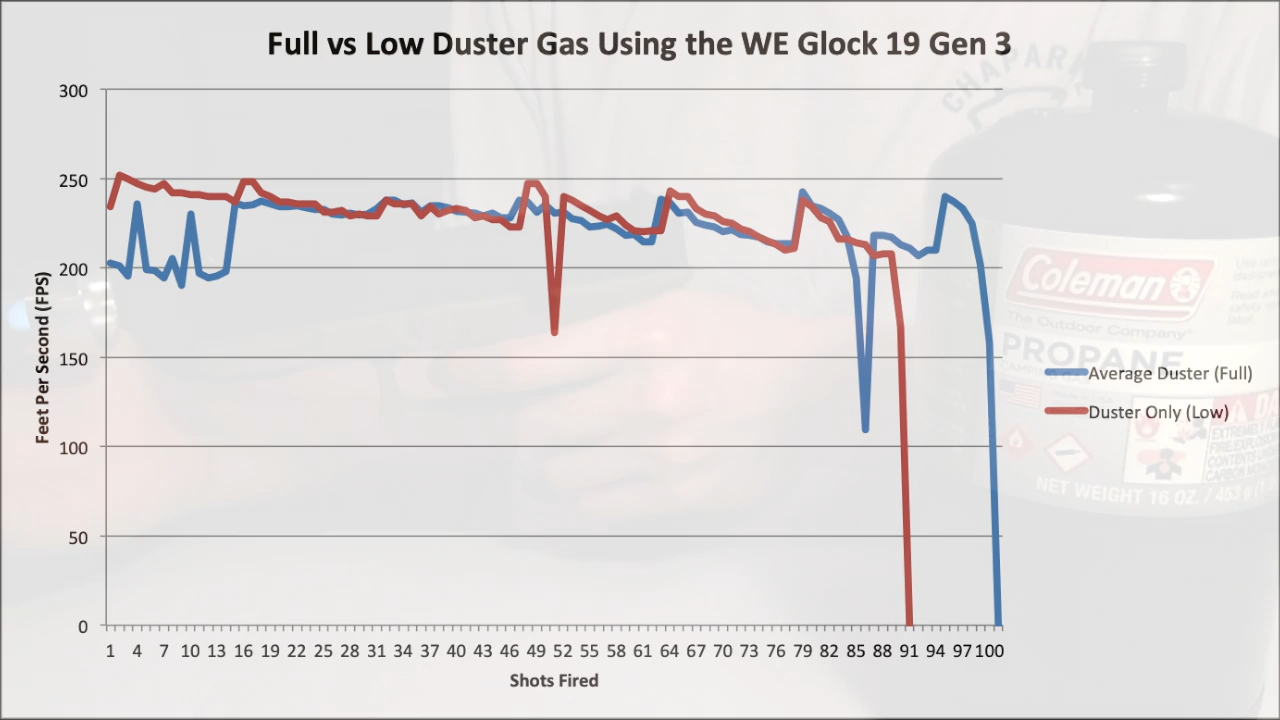 Full vs Low Duster Gas Using the WE Glock 19 Gen 3
CHAPAR
300
250
200
150
100
50
0
Feet Per Second (FPS)
1 4 7 10 13 16 19 22 25 28 31 34 37 40 43 46 49 52 55 58 61 64 67 70 73 76 79 82 85 88 91 94 97 100
Shots Fired
Average Duster (Full)
Duster Only (Low)
Coleman
The Outdoor Company
PROPANE
NET WEIGHT 16 OZ. / 453 g